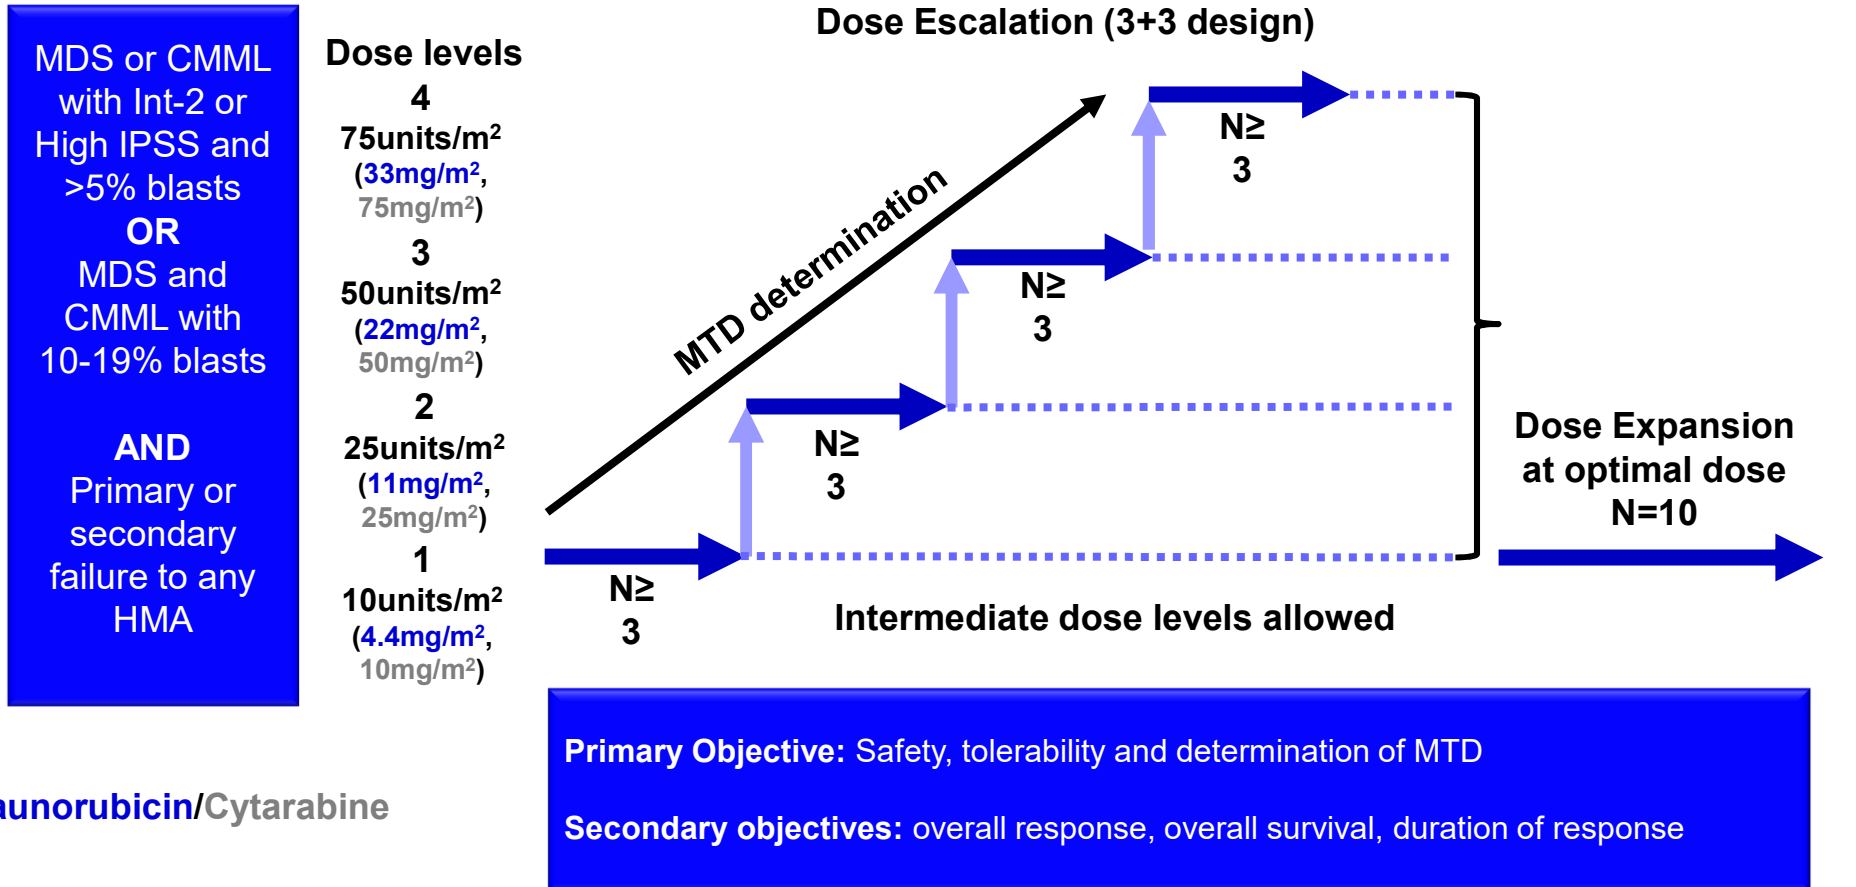 MDS or CMML
with Int-2 or
High IPSS and
>5% blasts
OR
MDS and
CMML with
10-19% blasts
AND
Primary or
secondary
failure to any
HMA
Dose levels
4
75units/m²
(33mg/m²,
75mg/m²)
3
50units/m²
(22mg/m²,
50mg/m²)
2
25units/m²
(11mg/m²,
25mg/m²)
1
10units/m²
(4.4mg/m²,
10mg/m²)
Dose Escalation (3+3 design)
MTD determination
N≥
3
N≥
3
N≥
3
N≥
3
Intermediate dose levels allowed
Dose Expansion
at optimal dose
N=10
aunorubicin/Cytarabine
Primary Objective: Safety, tolerability and determination of MTD
Secondary objectives: overall response, overall survival, duration of response